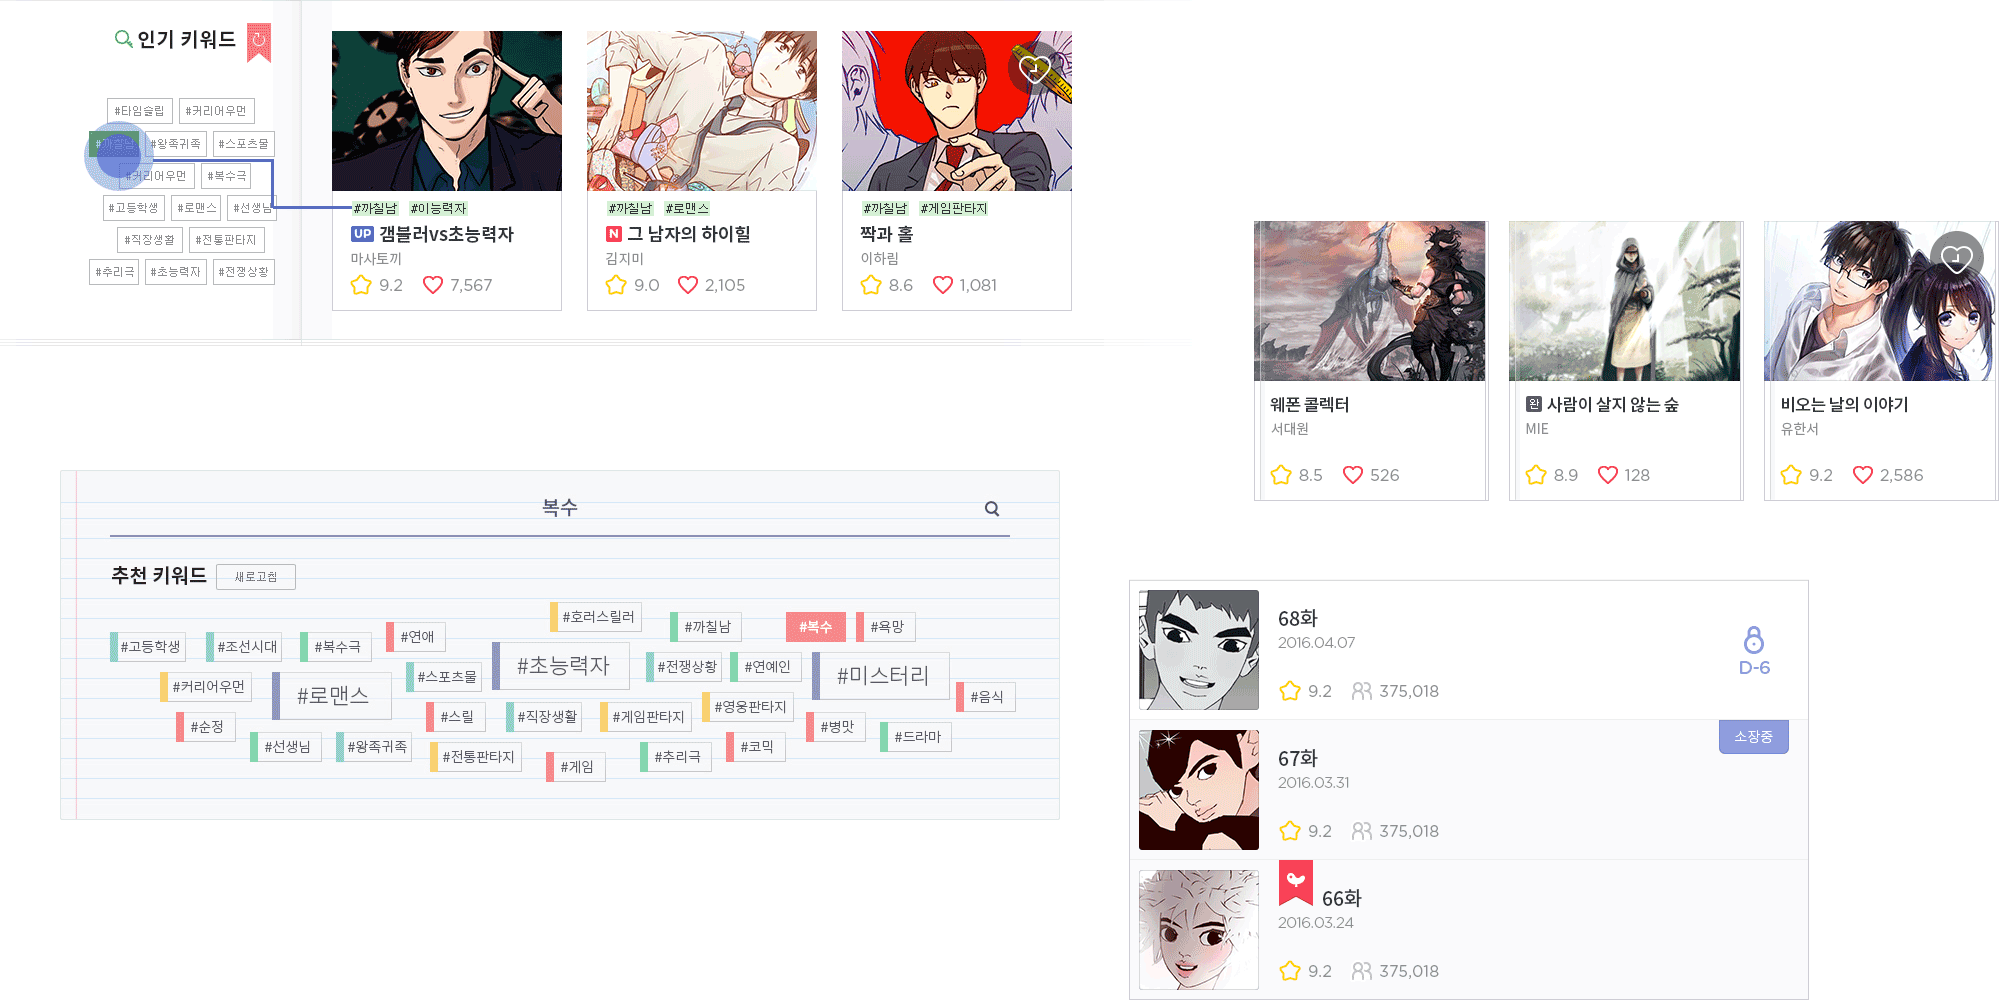 인기 키워드
#타임슬립 #커리어우먼
#까칠남 #왕족귀족 #스포츠물
#커리어우먼 #복수극
#고등학생 #로맨스 #선생님
#직장생활 #전통판타지
#추리극 #초능력자 #전쟁상황
#까칠남 #이능력자
UP 갬블러vs초능력자
마사토끼
9.2 7,567
#까칠남 #로맨스
N 그 남자의 하이힐
김지미
9.0 2,105
#까칠남 #게임판타지
짝과 홀
이하림
8.6 1,081
웨폰 콜렉터
서대원
8.5 526
완 사람이 살지 않는 숲
MIE
8.9 128
비오는 날의 이야기
유한서
9.2 2,586
복수
추천 키워드 새로고침
#호러스릴러 #까칠남 #복수 #욕망
#고등학생 #조선시대 #복수극 #연애
#초능력자 #전쟁상황 #연예인 #미스터리
#커리어우먼 #로맨스 #스포츠물 #음식
#순정 #스릴 #직장생활 #게임판타지 #영웅판타지 #병맛
#선생님 #왕족귀족 #전통판타지 #게임 #추리극 #코믹 #드라마
68화
2016.04.07
9.2 375,018
D-6
67화
2016.03.31
9.2 375,018
소장중
66화
2016.03.24
9.2 375,018